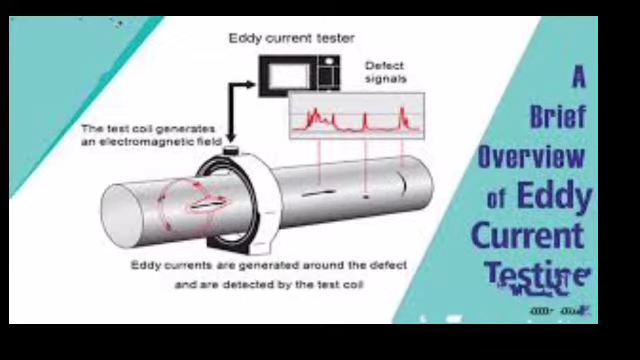 Eddy current tester
Defect
signals
The test coil generates
an electromagnetic field
Eddy currents are generated around the defect
and are detected by the test coil
A
Brief
Overview
of Eddy
Current